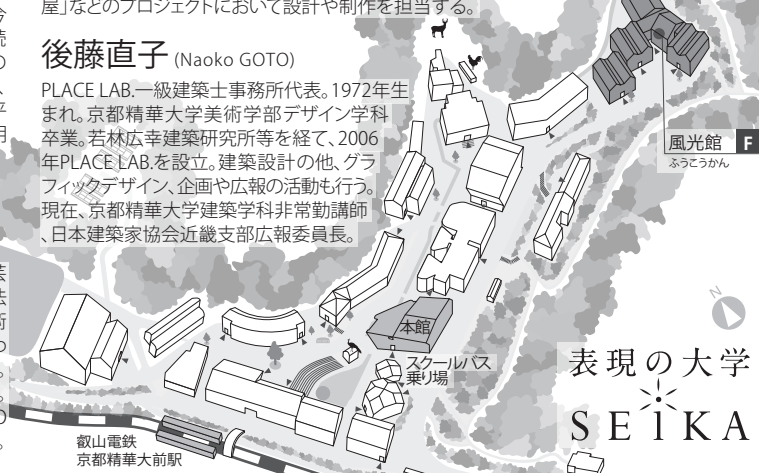 屋」などのプロジェクトにおいて設計や制作を担当する。
後藤直子 (Naoko GOTO)
PLACE LAB.一級建築士事務所代表。1972年生
まれ。京都精華大学美術学部デザイン学科
卒業。若林広幸建築研究所等を経て、2006
年PLACE LAB.を設立。建築設計の他、グラ
フィックデザイン、企画や広報の活動も行う。
現在、京都精華大学建築学科非常勤講師
、日本建築家協会近畿支部広報委員長。
風光館 F
ふうこうかん
本館
スクールバス
乗り場
N
表現の大学
SEIKA
叡山電鉄
京都精華大前駅